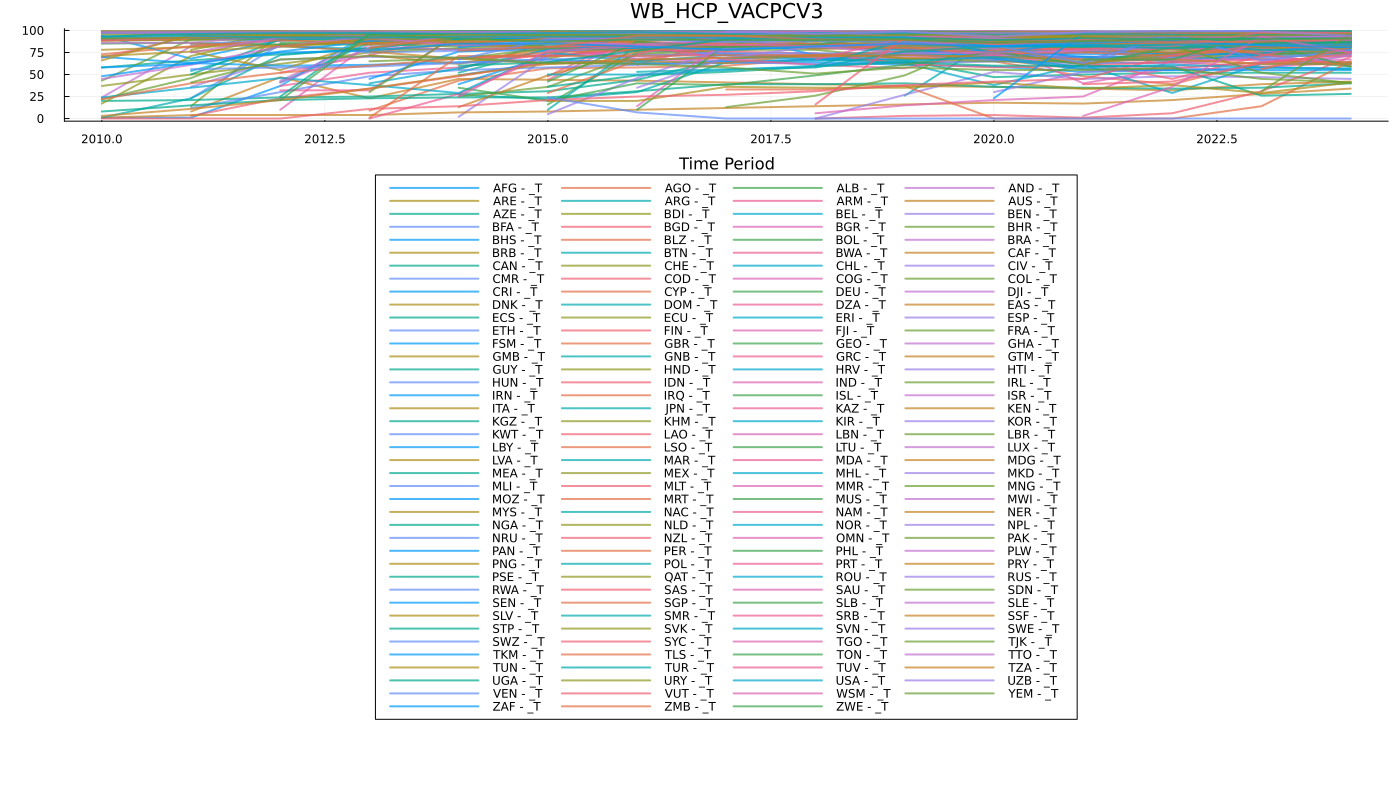 WB_HCP_VACPCV3
100
75
50
25
0
2010.0 2012.5 2015.0 2017.5 2020.0 2022.5
Time Period
AFG - _T AGO - _T ALB - _T AND - _T
ARE - _T ARG - _T ARM - _T AUS - _T
AZE - _T BDI - _T BEL - _T BEN - _T
BFA - _T BGD - _T BGR - _T BHR - _T
BHS - _T BLZ - _T BOL - _T BRA - _T
BRB - _T BTN - _T BWA - _T CAF - _T
CAN - _T CHE - _T CHL - _T CIV - _T
CMR - _T COD - _T COG - _T COL - _T
CRI - _T CYP - _T DEU - _T DJI - _T
DNK - _T DOM - _T DZA - _T EAS - _T
ECS - _T ECU - _T ERI - _T ESP - _T
ETH - _T FIN - _T FJI - _T FRA - _T
FSM - _T GBR - _T GEO - _T GHA - _T
GMB - _T GNB - _T GRC - _T GTM - _T
GUY - _T HND - _T HRV - _T HTI - _T
HUN - _T IDN - _T IND - _T IRL - _T
IRN - _T IRQ - _T ISL - _T ISR - _T
ITA - _T JPN - _T KAZ - _T KEN - _T
KGZ - _T KHM - _T KIR - _T KOR - _T
KWT - _T LAO - _T LBN - _T LBR - _T
LBY - _T LSO - _T LTU - _T LUX - _T
LVA - _T MAR - _T MDA - _T MDG - _T
MEA - _T MEX - _T MHL - _T MKD - _T
MLI - _T MLT - _T MMR - _T MNG - _T
MOZ - _T MRT - _T MUS - _T MWI - _T
MYS - _T NAC - _T NAM - _T NER - _T
NGA - _T NLD - _T NOR - _T NPL - _T
NRU - _T NZL - _T OMN - _T PAK - _T
PAN - _T PER - _T PHL - _T PLW - _T
PNG - _T POL - _T PRT - _T PRY - _T
PSE - _T QAT - _T ROU - _T RUS - _T
RWA - _T SAS - _T SAU - _T SDN - _T
SEN - _T SGP - _T SLB - _T SLE - _T
SLV - _T SMR - _T SRB - _T SSF - _T
STP - _T SVK - _T SVN - _T SWE - _T
SWZ - _T SYC - _T TGO - _T TJK - _T
TKM - _T TLS - _T TON - _T TTO - _T
TUN - _T TUR - _T TUV - _T TZA - _T
UGA - _T URY - _T USA - _T UZB - _T
VEN - _T VUT - _T WSM - _T YEM - _T
ZAF - _T ZMB - _T ZWE - _T